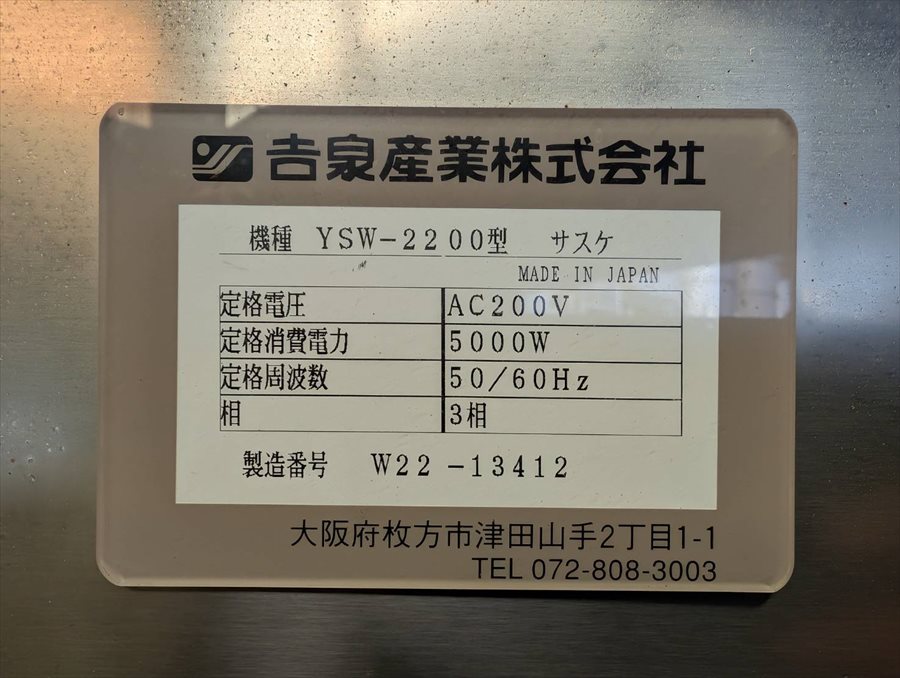 吉泉産業株式会社
機種 YSW-2200型 サスケ
MADE IN JAPAN
定格電圧 AC200V
定格消費電力 5000W
定格周波数 50/60Hz
相 3相
製造番号 W22-13412
大阪府枚方市津田山手2丁目1-1
TEL 072-808-3003